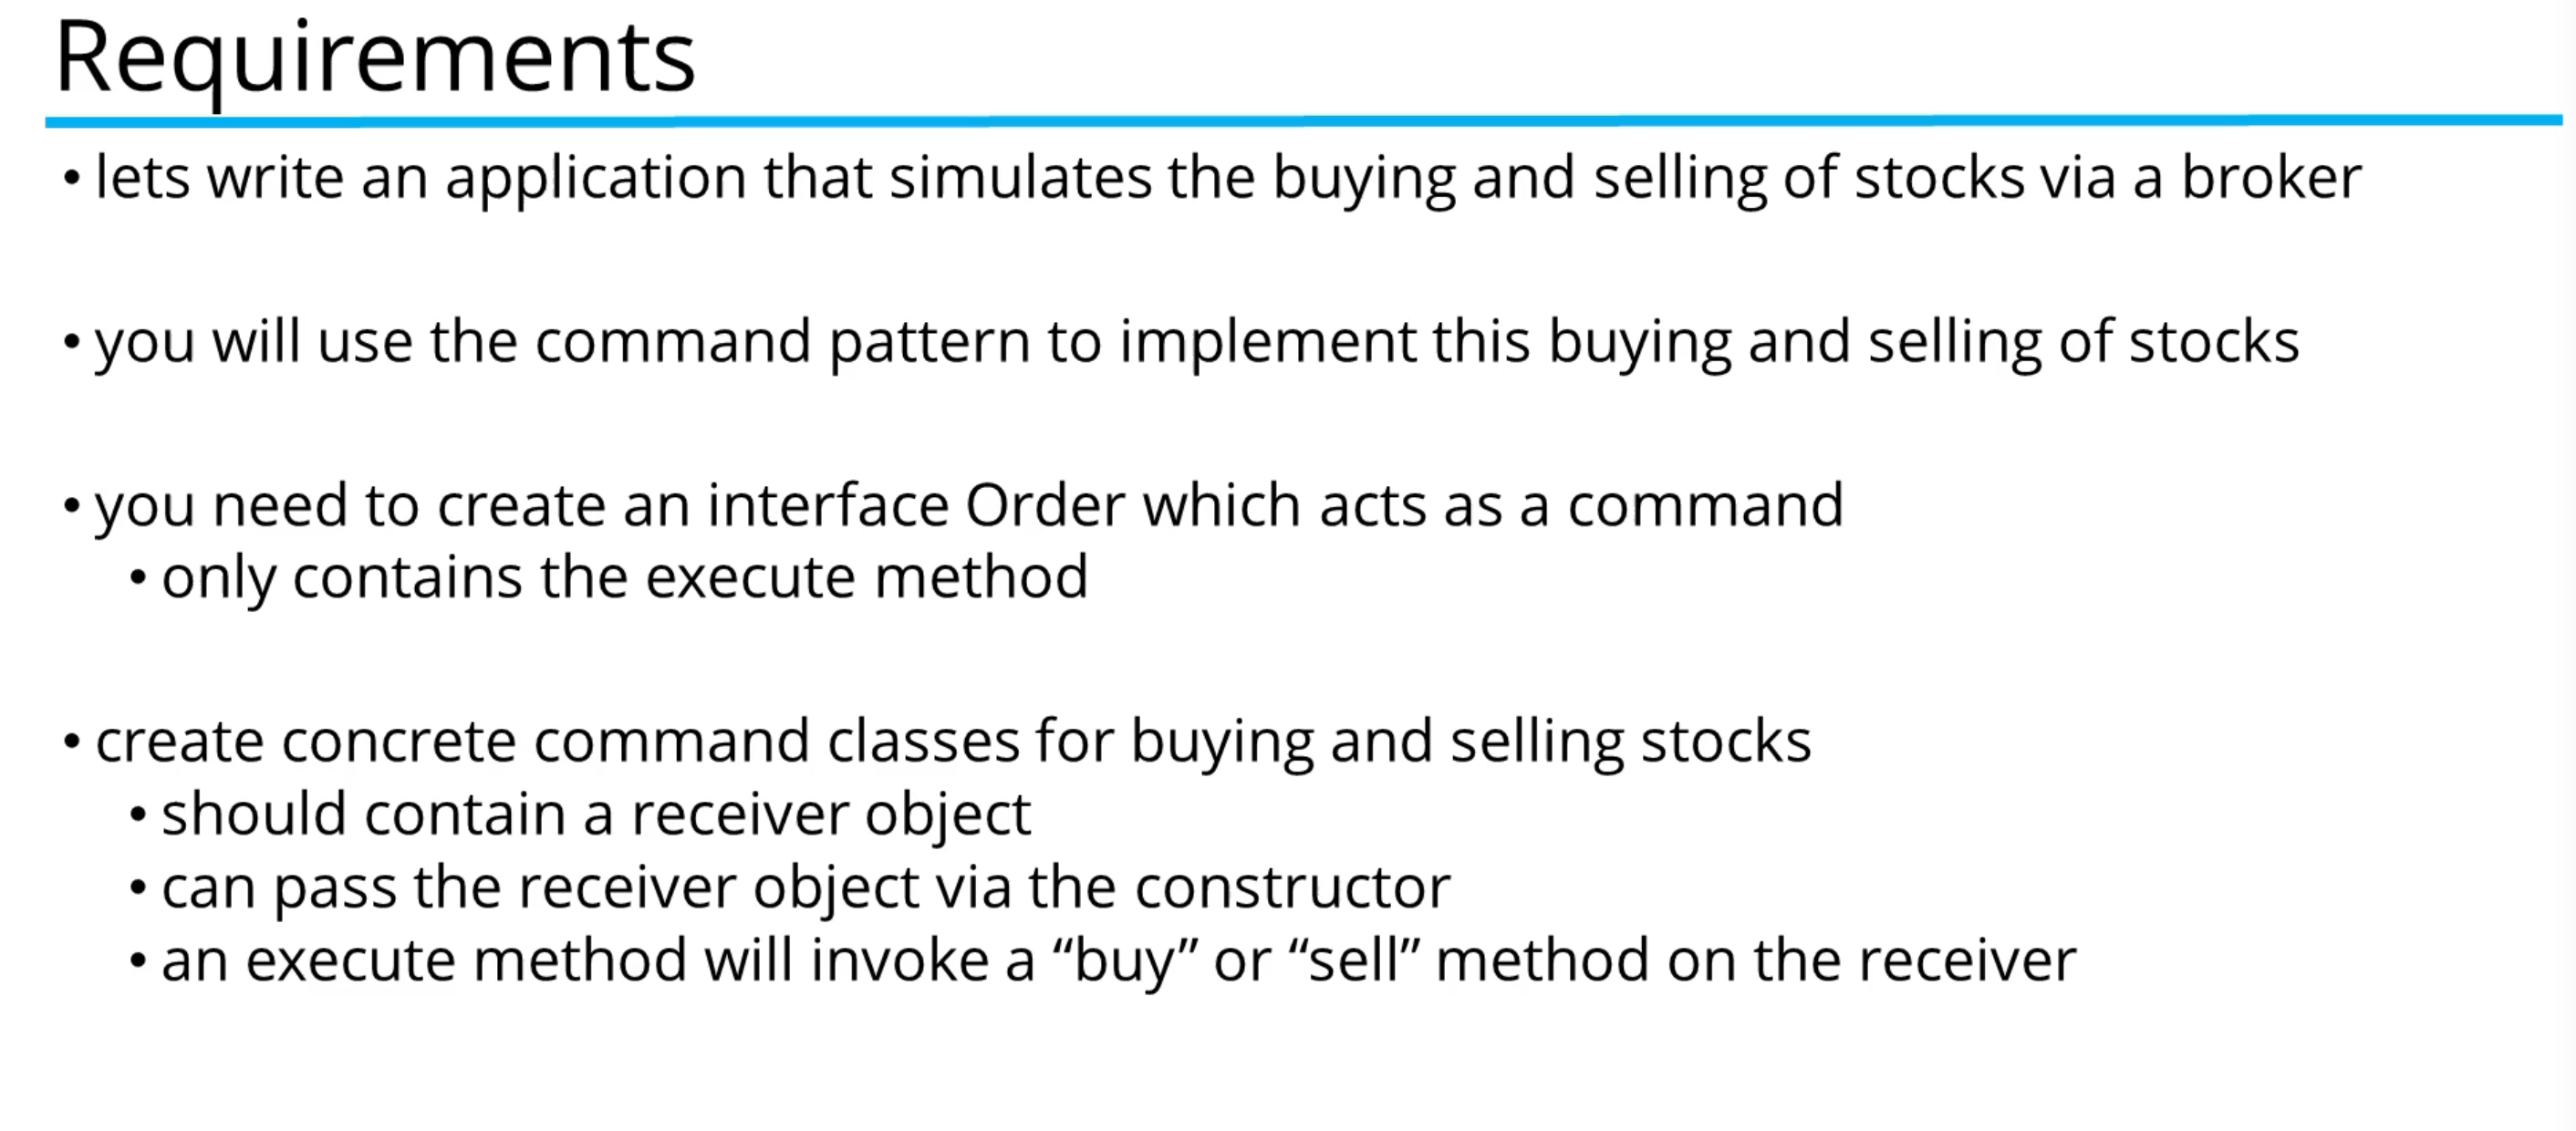 Requirements
• lets write an application that simulates the buying and selling of stocks via a broker
• you will use the command pattern to implement this buying and selling of stocks
• you need to create an interface Order which acts as a command
• only contains the execute method
• create concrete command classes for buying and selling stocks
• should contain a receiver object
• can pass the receiver object via the constructor
• an execute method will invoke a “buy” or “sell” method on the receiver